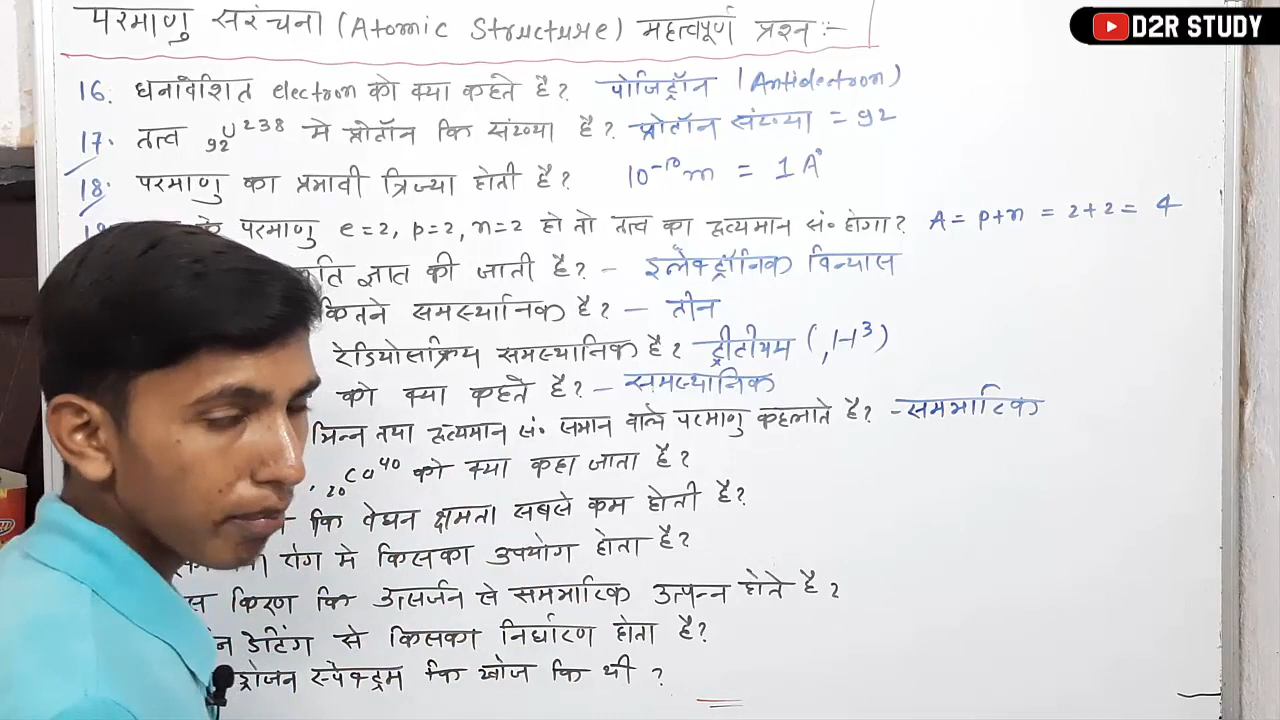 D2R STUDY
परमाणु सरंचना (Atomic Structure) महत्वपूर्ण प्रश्न :-
16. धनावेशित electron को क्या कहते है? पोजिट्रॉन (Antielectron)
17. तत्व ₉₂U²³⁸ मे प्रोटॉन कि संख्या है? प्रोटॉन संख्या = 92
18. परमाणु का प्रभावी त्रिज्या होती है? 10⁻¹⁰m = 1 A°
परमाणु e=2, p=2, n=2 हो तो तत्व का द्रव्यमान सं॰ होगा? A = p+n = 2+2 = 4
ज्ञात की जाती है? - इलेक्ट्रॉनिक विन्यास
कितने समस्थानिक है? - तीन
रेडियोसक्रिय समस्थानिक है? ट्रीटीयम (₁H³)
को क्या कहते है? - समस्थानिक
भिन्न तथा द्रव्यमान सं॰ समान वाले परमाणु कहलाते है? - समभारिक
₂₀Ca⁴⁰ को क्या कहा जाता है?
कि वेधन क्षमता सबसे कम होती है?
रोग मे किसका उपयोग होता है?
किरण कि उत्सर्जन से समभारिक उत्पन्न होते है?
डेटिंग से किसका निर्धारण होता है?
स्पेक्ट्रम कि खोज कि थी ?